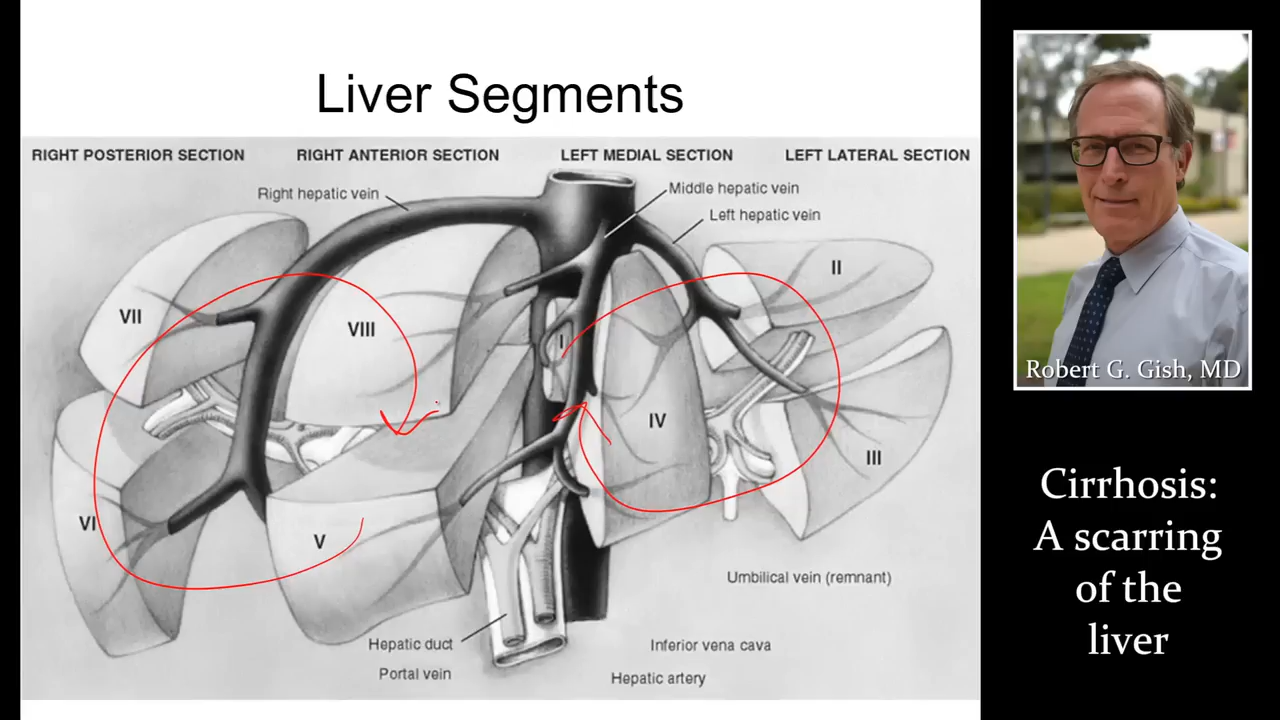 Liver Segments
RIGHT POSTERIOR SECTION
RIGHT ANTERIOR SECTION
LEFT MEDIAL SECTION
LEFT LATERAL SECTION
Right hepatic vein
Middle hepatic vein
Left hepatic vein
II
VII
VIII
I
IV
III
VI
V
Umbilical vein (remnant)
Hepatic duct
Inferior vena cava
Portal vein
Hepatic artery
Robert G. Gish, MD
Cirrhosis:
A scarring
of the
liver